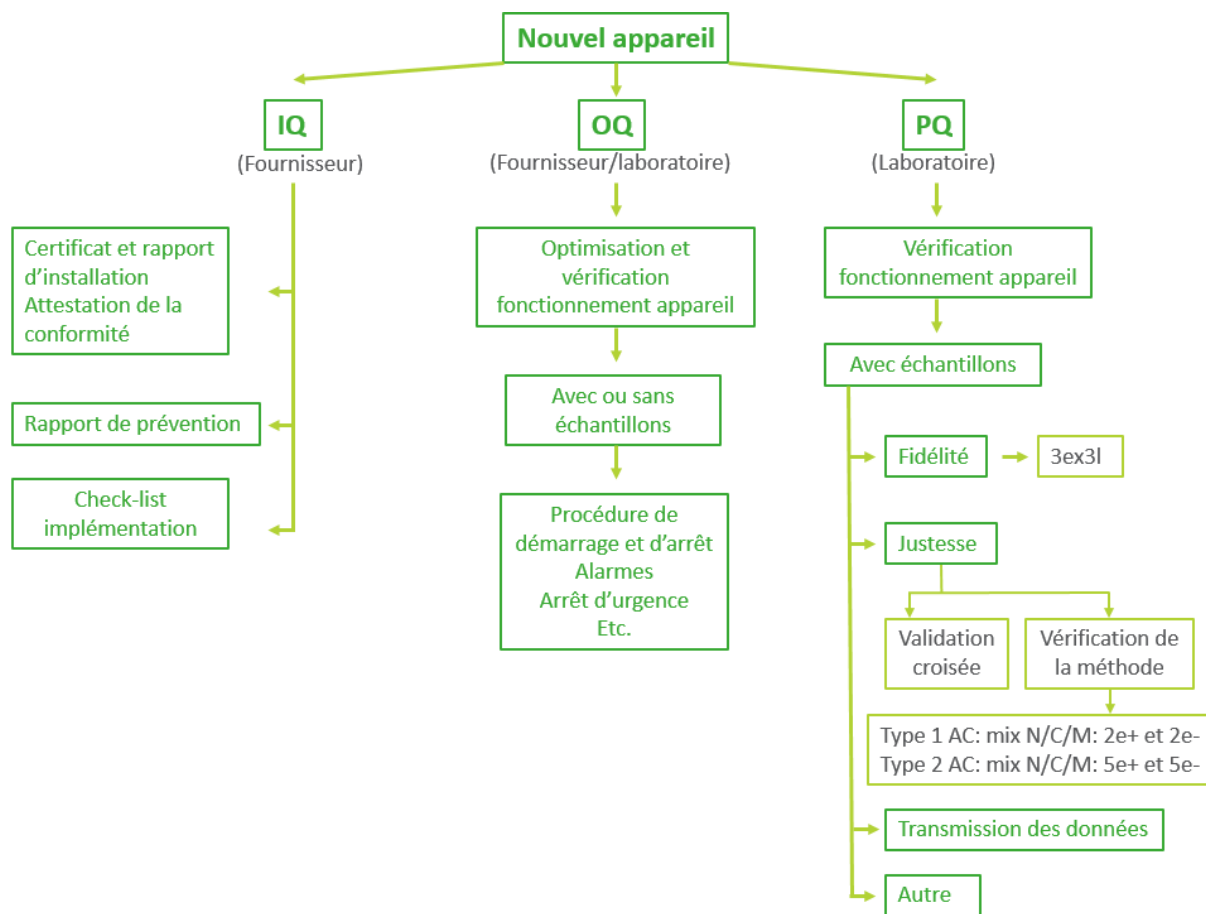 Nouvel appareil
IQ
(Fournisseur)
Certificat et rapport
d’installation
Attestation de la
conformité
Rapport de prévention
Check-list
implémentation
OQ
(Fournisseur/laboratoire)
Optimisation et
vérification
fonctionnement appareil
Avec ou sans
échantillons
Procédure de
démarrage et d’arrêt
Alarmes
Arrêt d’urgence
Etc.
PQ
(Laboratoire)
Vérification
fonctionnement appareil
Avec échantillons
Fidélité
3ex3l
Justesse
Validation
croisée
Vérification de
la méthode
Type 1 AC: mix N/C/M: 2e+ et 2e-
Type 2 AC: mix N/C/M: 5e+ et 5e-
Transmission des données
Autre